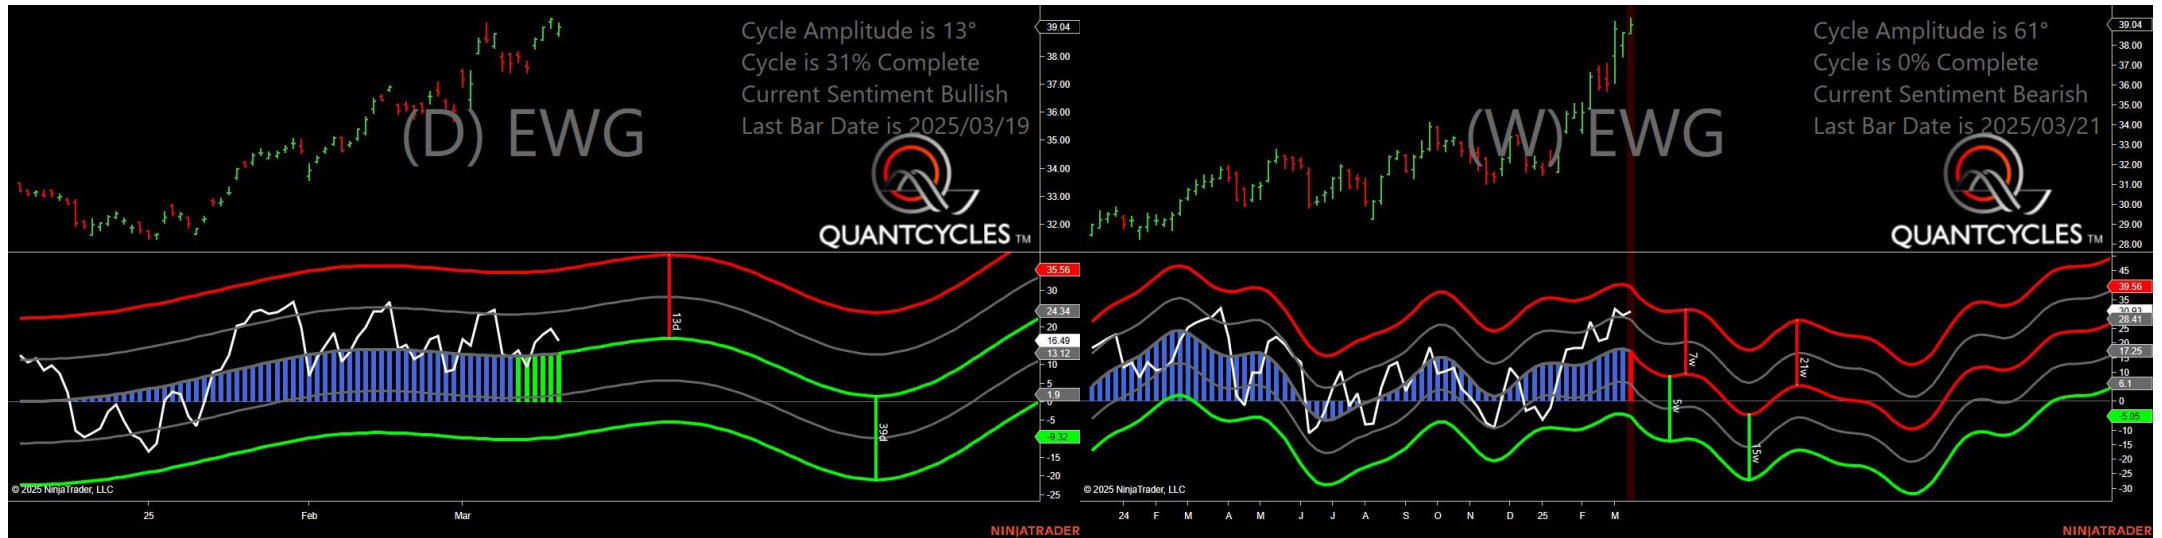 Cycle Amplitude is 13°
Cycle is 31% Complete
Current Sentiment Bullish
Last Bar Date is 2025/03/19
(D) EWG
QUANTCYCLES TM
39.04
38.00
37.00
36.00
35.00
34.00
33.00
32.00
35.56
30
24.34
20
16.49
13.12
10
5
1.9
0
-5
-9.32
-15
-20
-25
13d
39d
© 2025 NinjaTrader, LLC
25 Feb Mar
NINJATRADER
Cycle Amplitude is 61°
Cycle is 0% Complete
Current Sentiment Bearish
Last Bar Date is 2025/03/21
(W) EWG
QUANTCYCLES TM
39.04
38.00
37.00
36.00
35.00
34.00
33.00
32.00
31.00
30.00
29.00
28.00
45
39.56
35
30.93
28.41
25
20
17.25
15
10
6.1
0
-5.05
-10
-15
-20
-25
-30
7w
21w
5w
15w
© 2025 NinjaTrader, LLC
24 F M A M J J A S O N D 25 F M
NINJATRADER